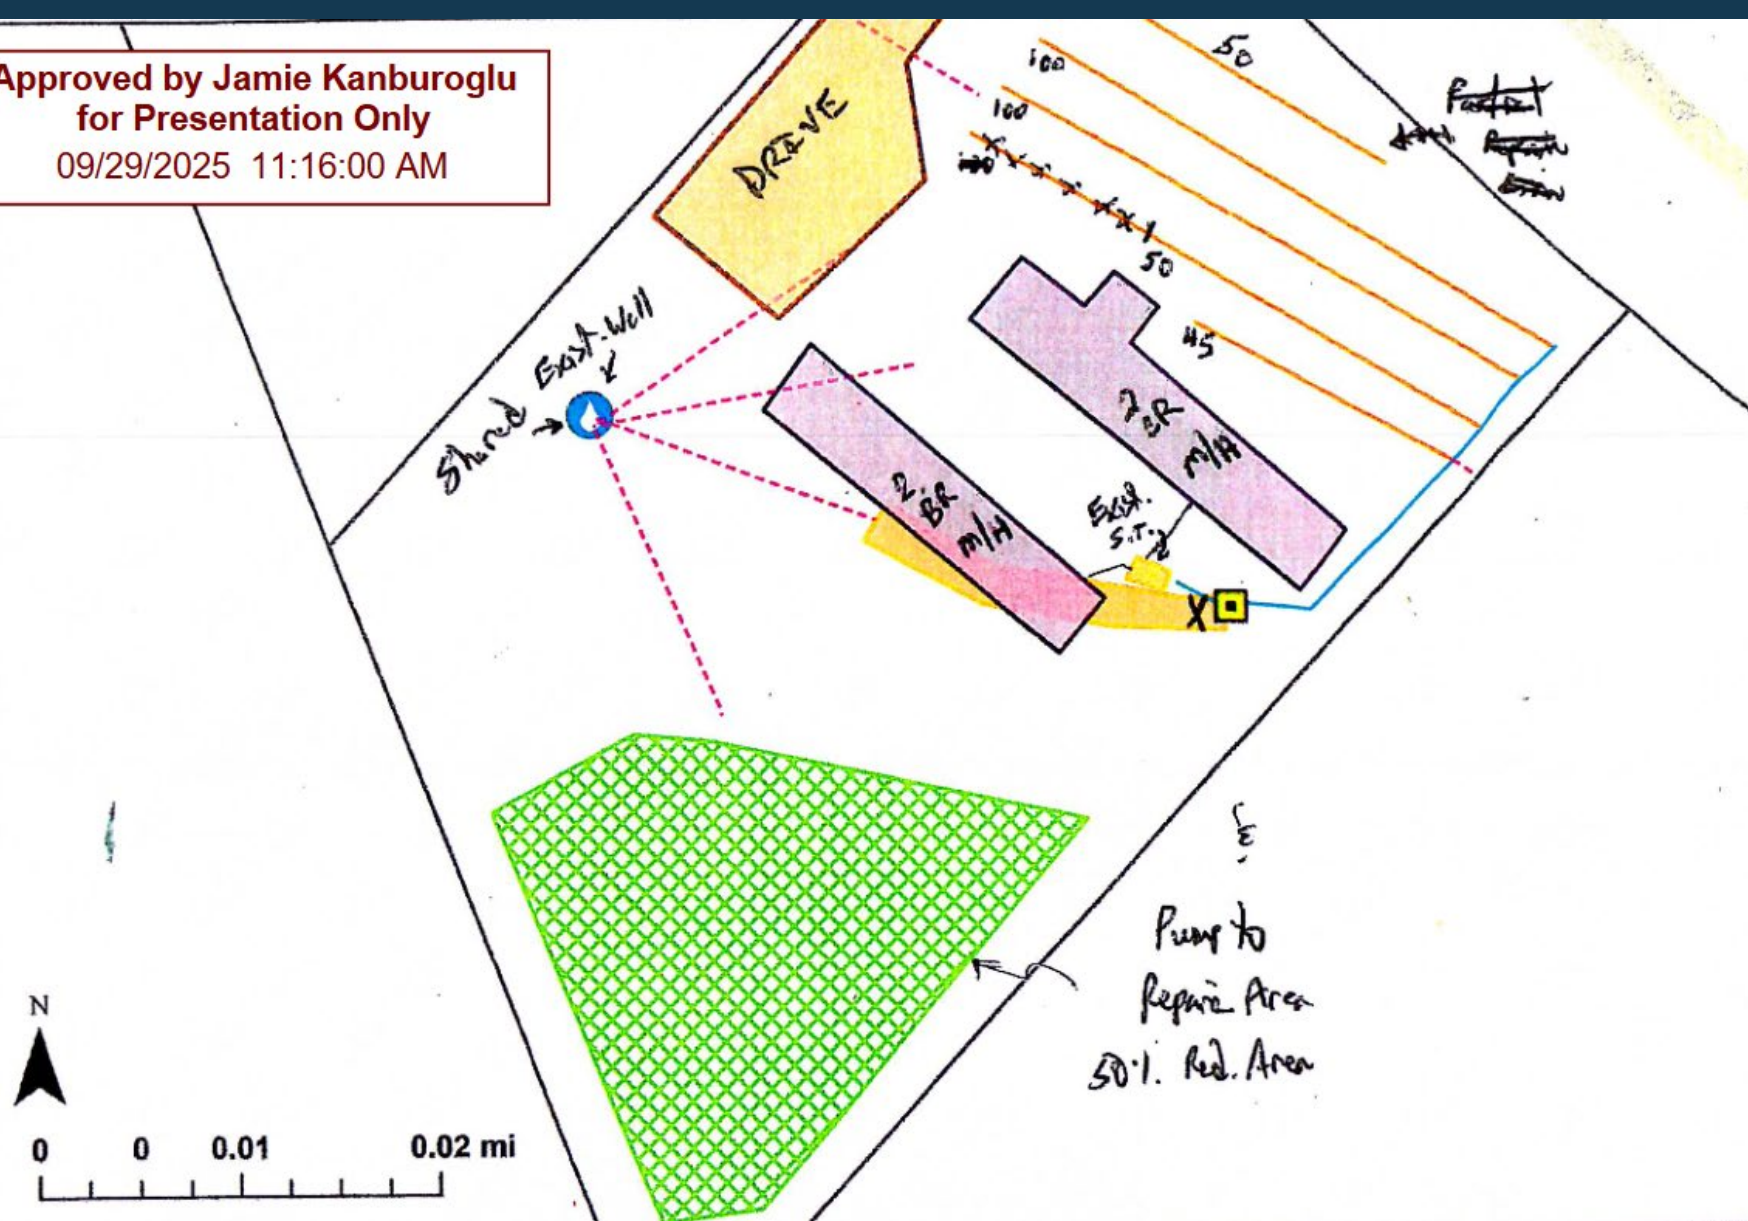 Approved by Jamie Kanburoglu
for Presentation Only
09/29/2025 11:16:00 AM
DRIVE
50
100
100
50
45
Shared Exist. Well
2 BR
M/H
2 BR
M/H
Exist.
S.T.
X
Pump to
Repair Area
50%. Red. Area
N
0 0 0.01 0.02 mi